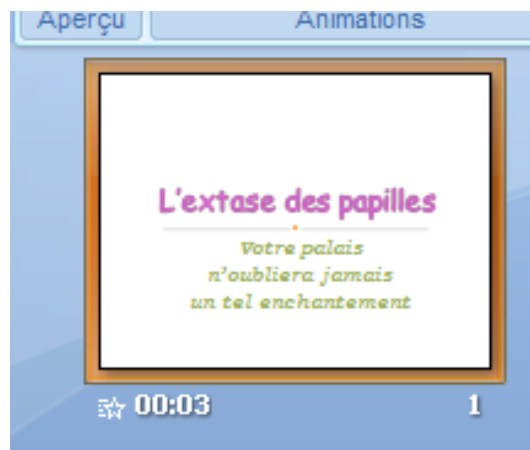 Aperçu Animations
L'extase des papilles
Votre palais
n'oubliera jamais
un tel enchantement
00:03 1